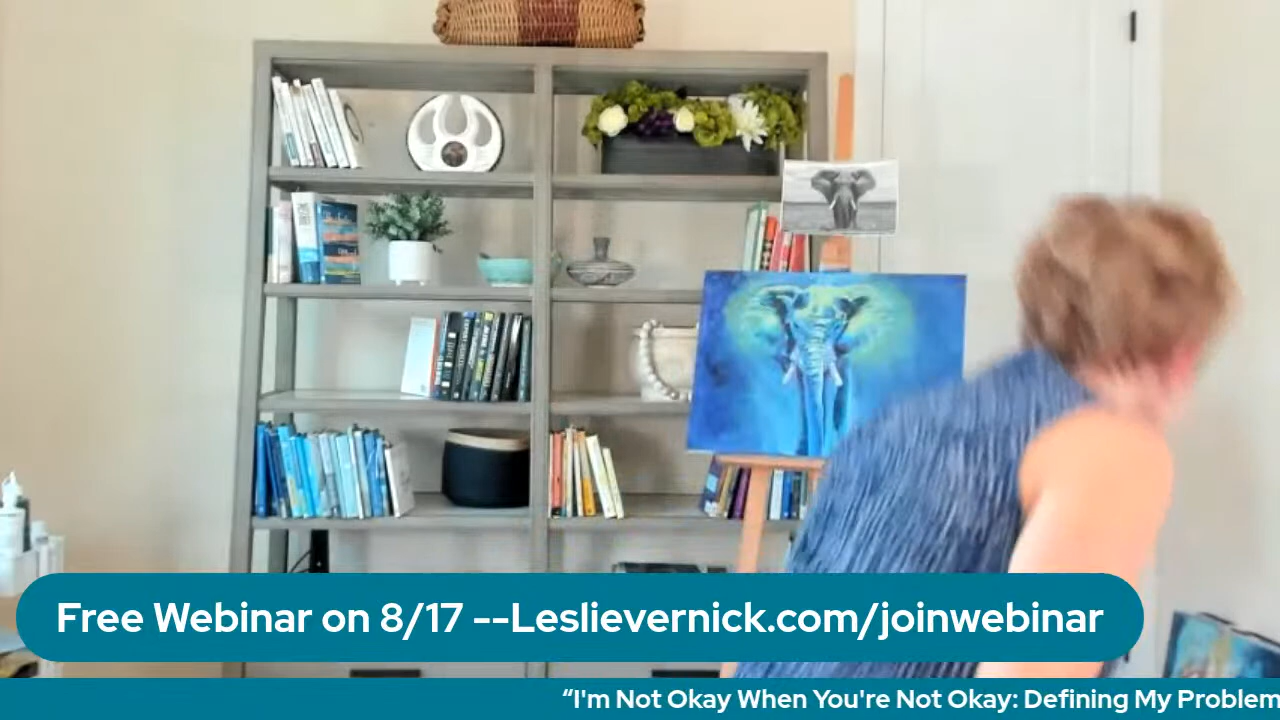 Free Webinar on 8/17 --Leslievernick.com/joinwebinar
“I'm Not Okay When You're Not Okay: Defining My Problem